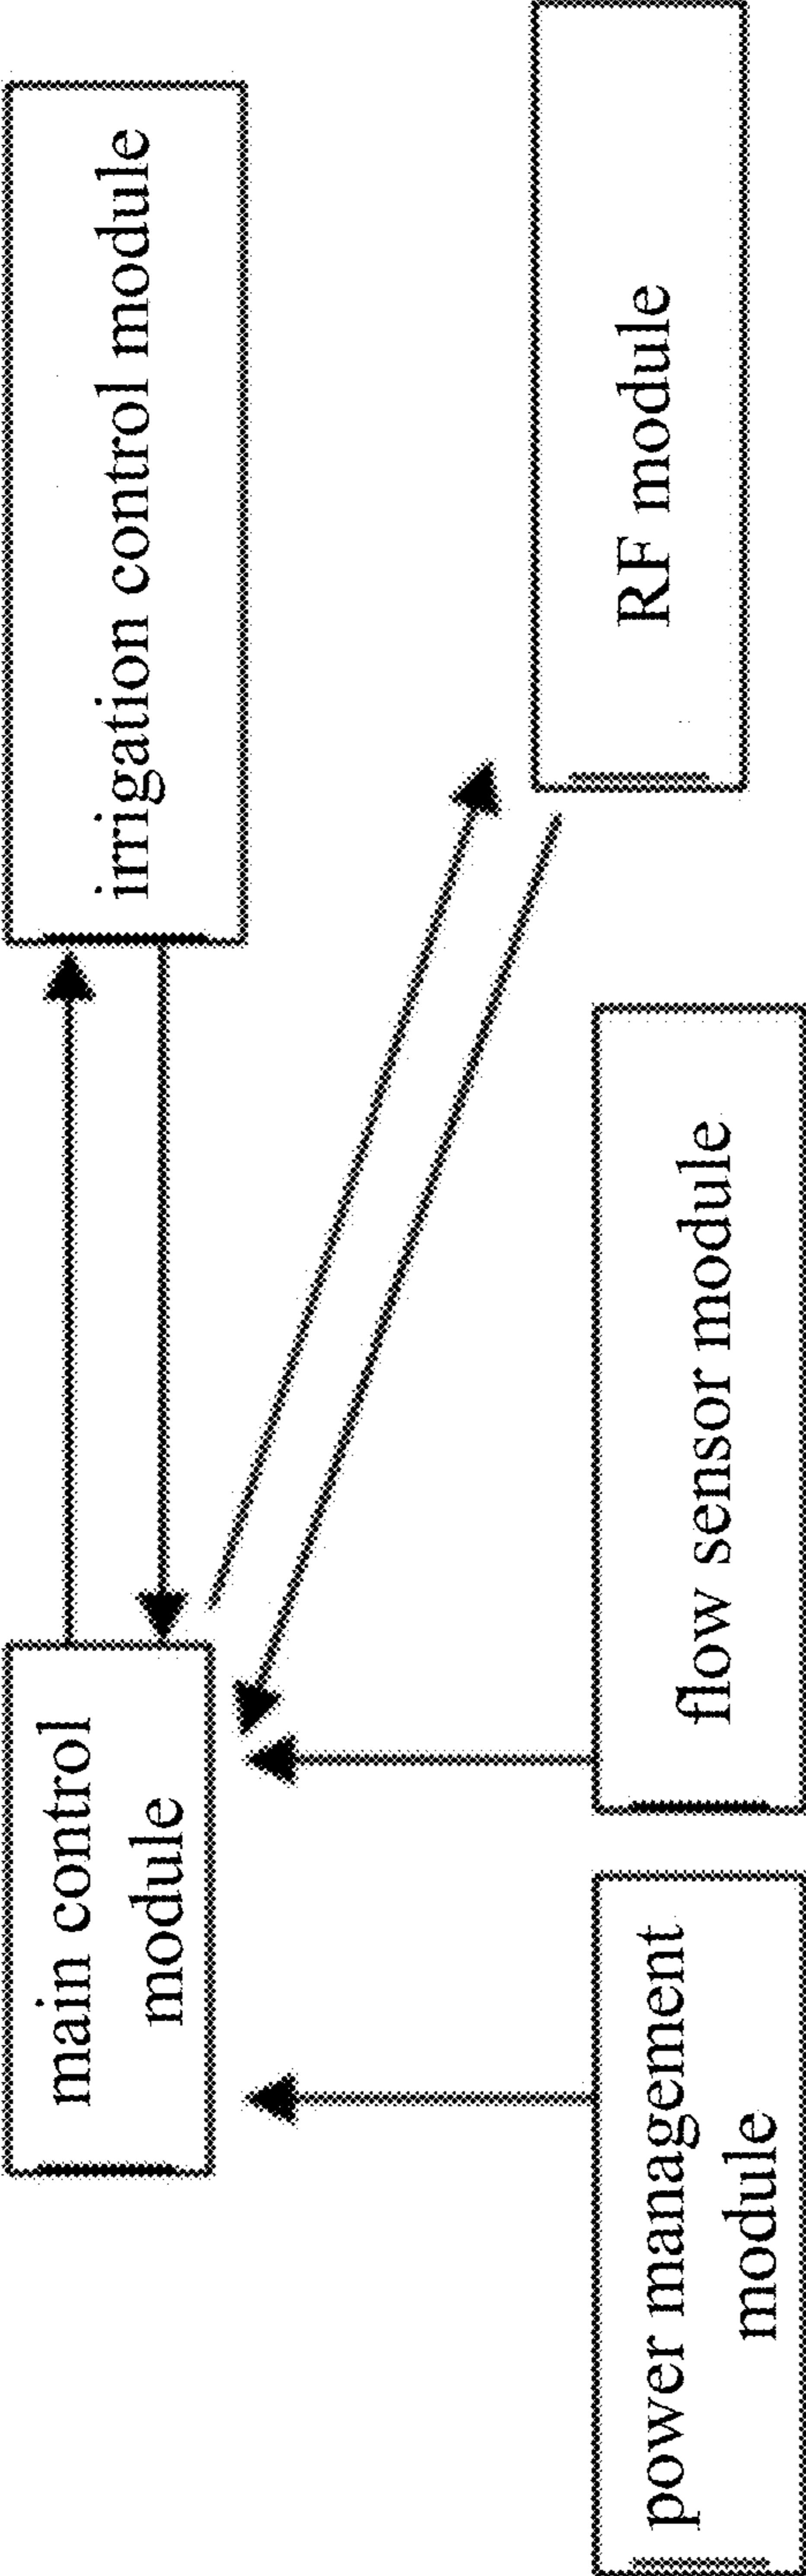 main control
module
irrigation control module
power management
module
flow sensor module
RF module